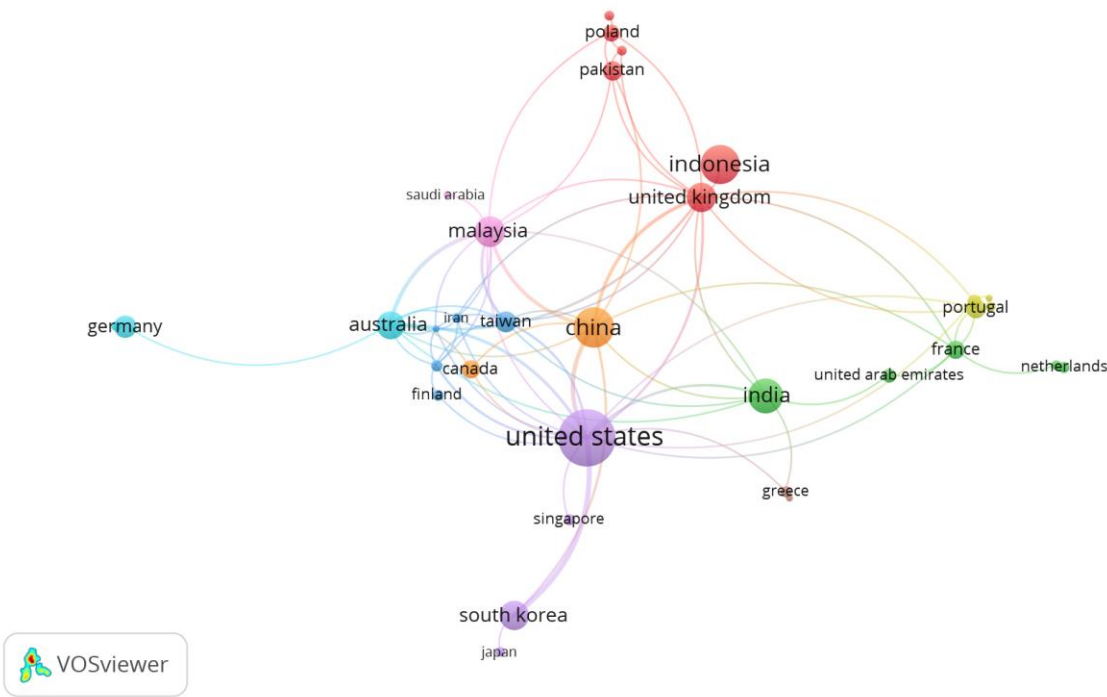 poland
pakistan
indonesia
united kingdom
saudi arabia
malaysia
portugal
germany
australia
iran
taiwan
china
france
canada
united arab emirates
netherlands
finland
india
united states
greece
singapore
south korea
japan
VOSviewer